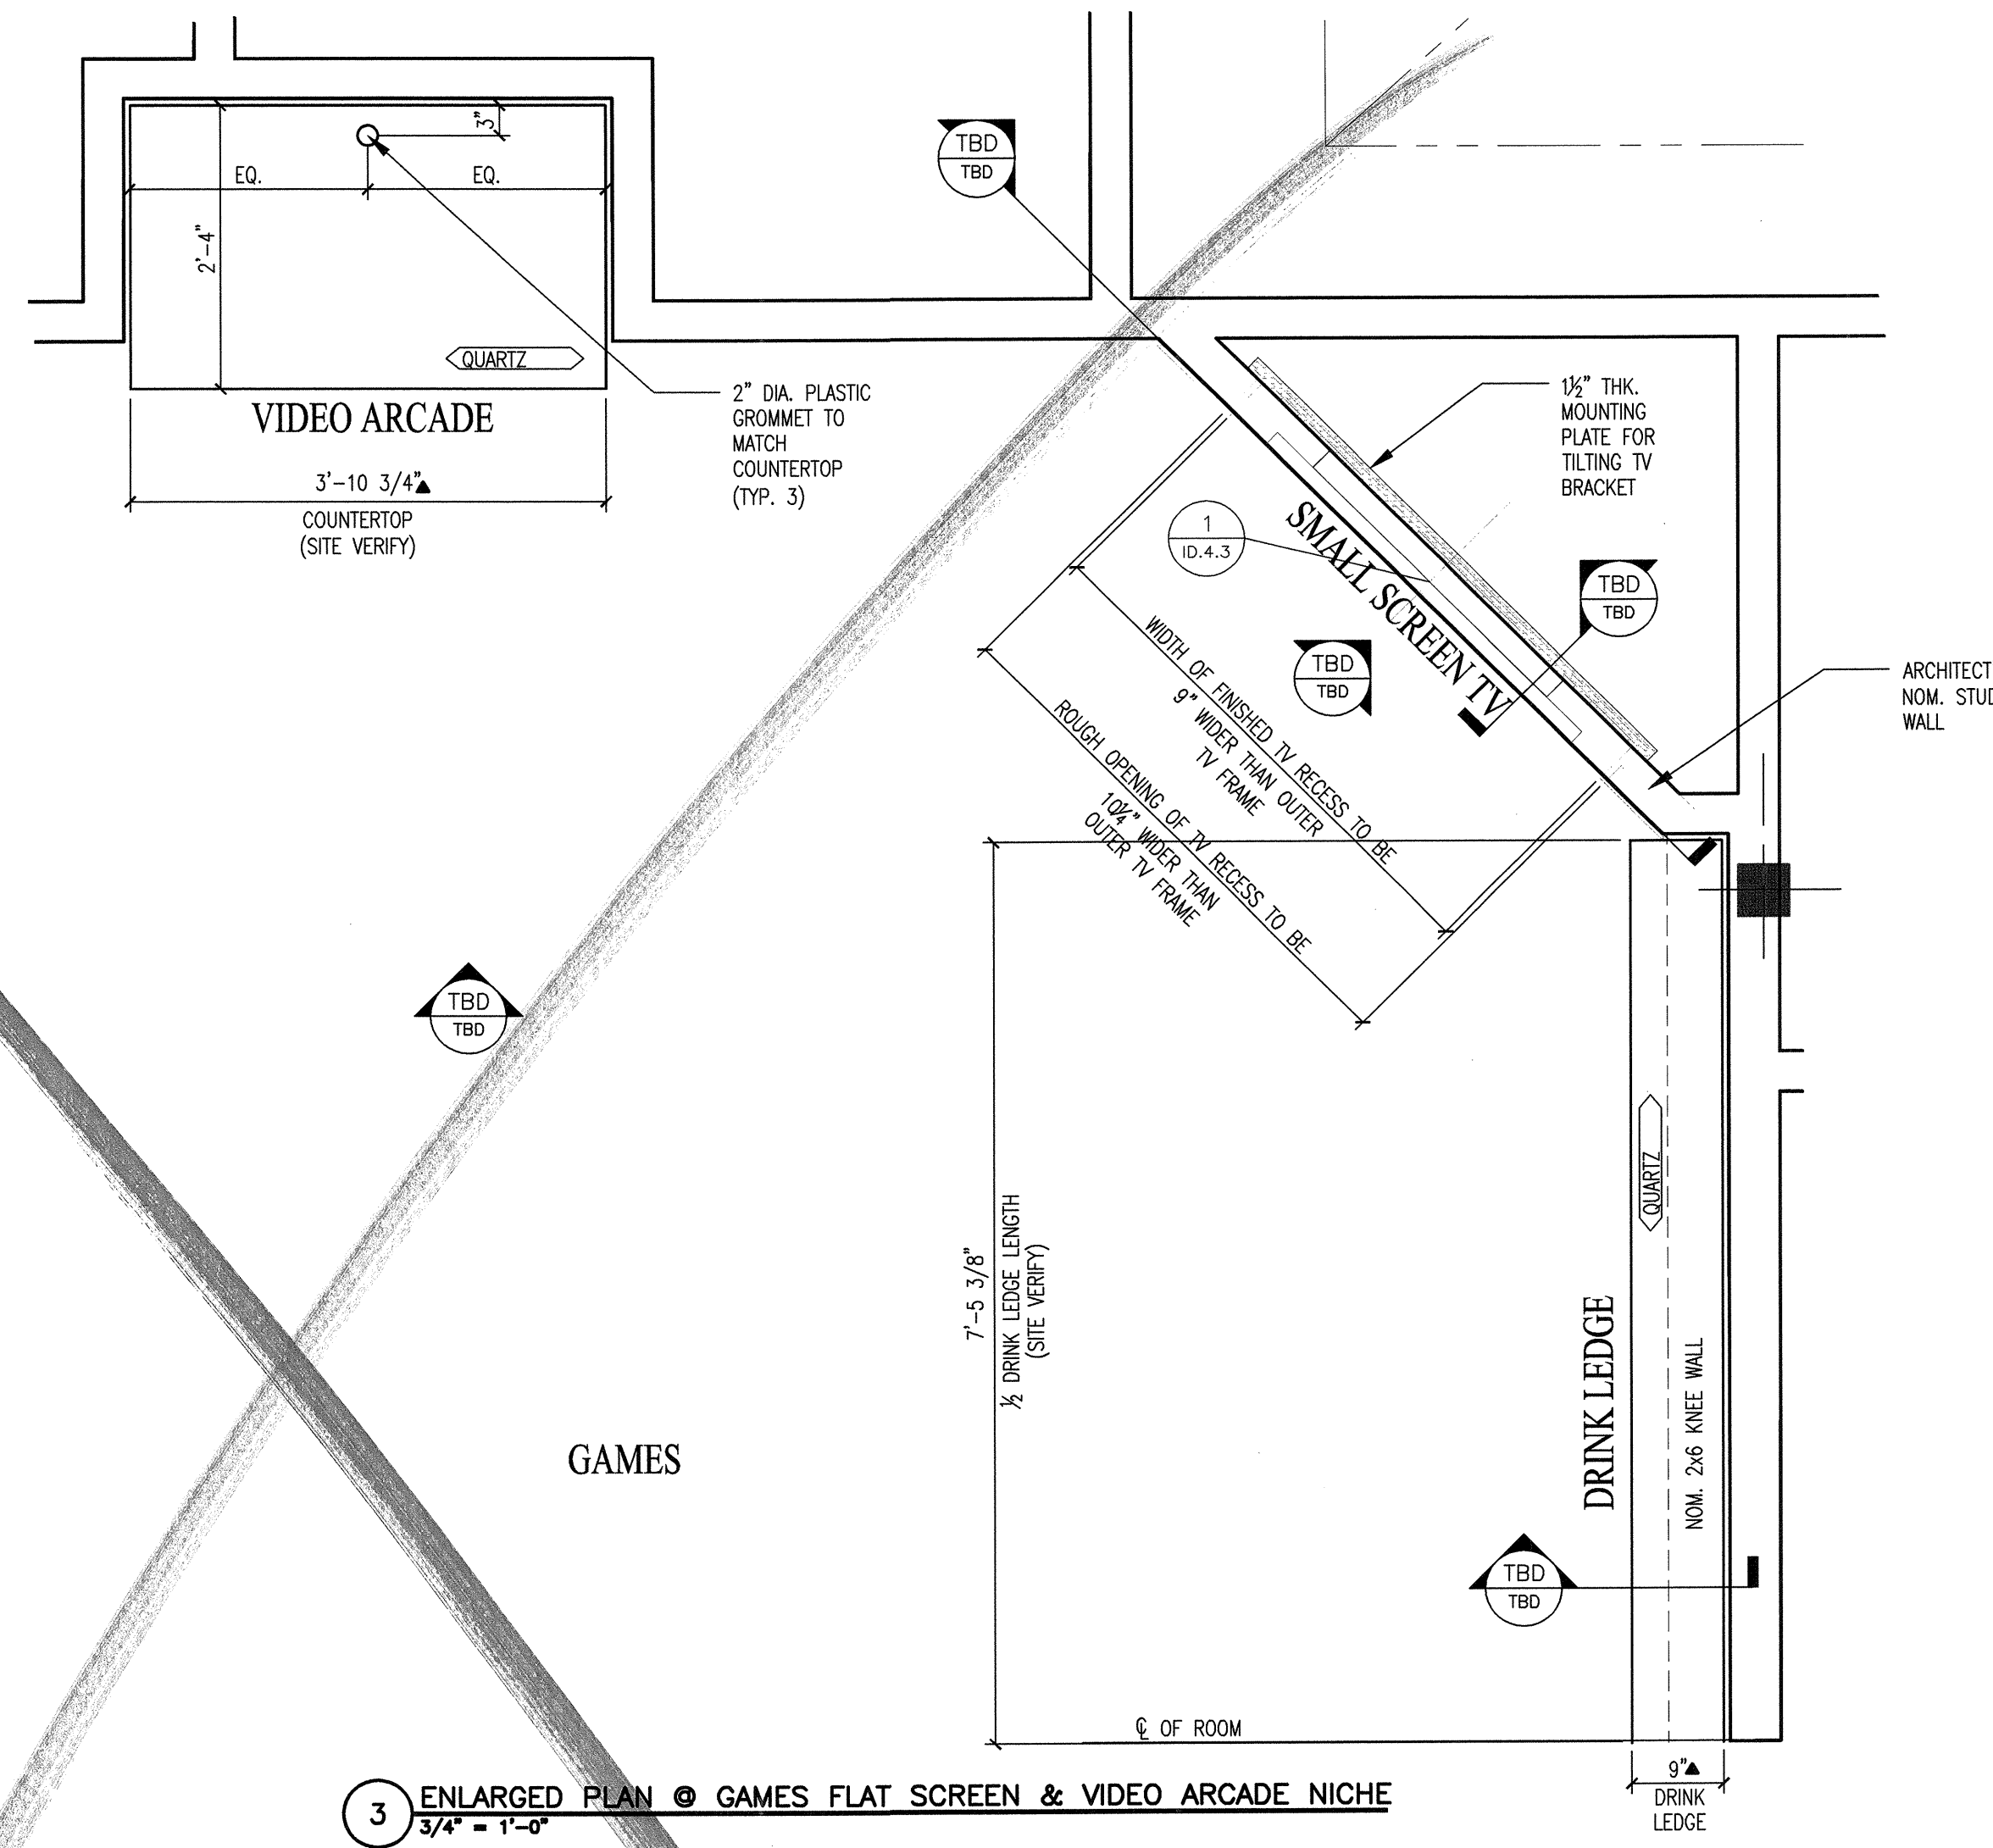 3"
EQ.
EQ.
2'-4"
QUARTZ
VIDEO ARCADE
3'-10 3/4"
COUNTERTOP
(SITE VERIFY)
2" DIA. PLASTIC
GROMMET TO
MATCH
COUNTERTOP
(TYP. 3)
TBD
TBD
1½" THK.
MOUNTING
PLATE FOR
TILTING TV
BRACKET
1
ID.4.3
SMALL SCREEN TV
TBD
TBD
TBD
TBD
WIDTH OF FINISHED TV RECESS TO BE
9" WIDER THAN OUTER
TV FRAME
ROUGH OPENING OF TV RECESS TO BE
10¼" WIDER THAN
OUTER TV FRAME
ARCHITECT
NOM. STUD
WALL
TBD
TBD
7'-5 3/8"
½ DRINK LEDGE LENGTH
(SITE VERIFY)
QUARTZ
DRINK LEDGE
NOM. 2x6 KNEE WALL
GAMES
TBD
TBD
℄ OF ROOM
9"
DRINK
LEDGE
3
ENLARGED PLAN @ GAMES FLAT SCREEN & VIDEO ARCADE NICHE
3/4" = 1'-0"